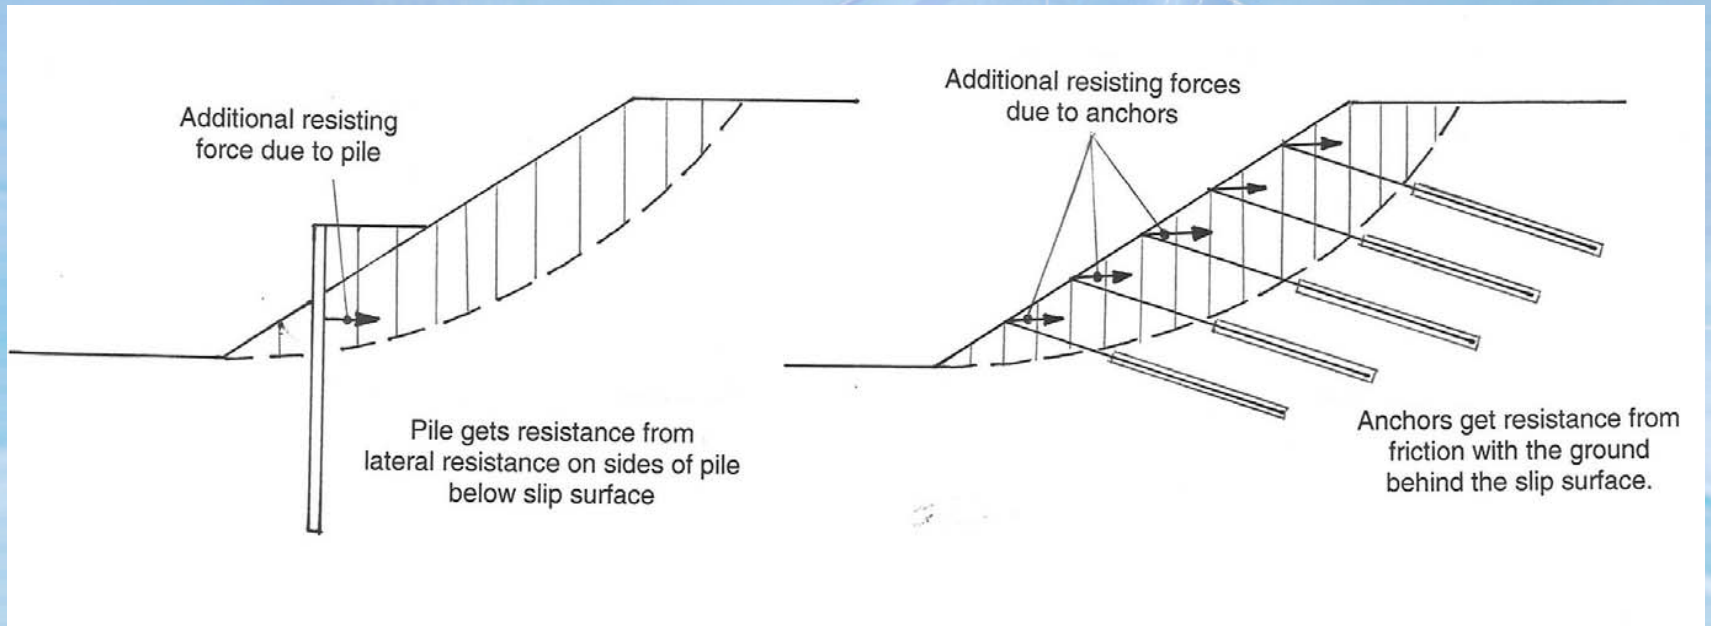 Additional resisting
force due to pile
Pile gets resistance from
lateral resistance on sides of pile
below slip surface
Additional resisting forces
due to anchors
Anchors get resistance from
friction with the ground
behind the slip surface.